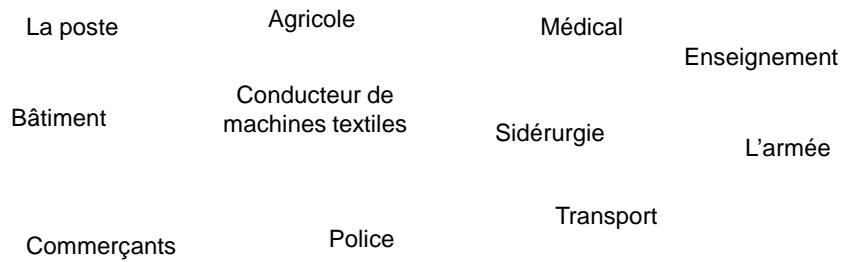 La poste
Agricole
Médical
Enseignement
Bâtiment
Conducteur de
machines textiles
Sidérurgie
L'armée
Commerçants
Police
Transport